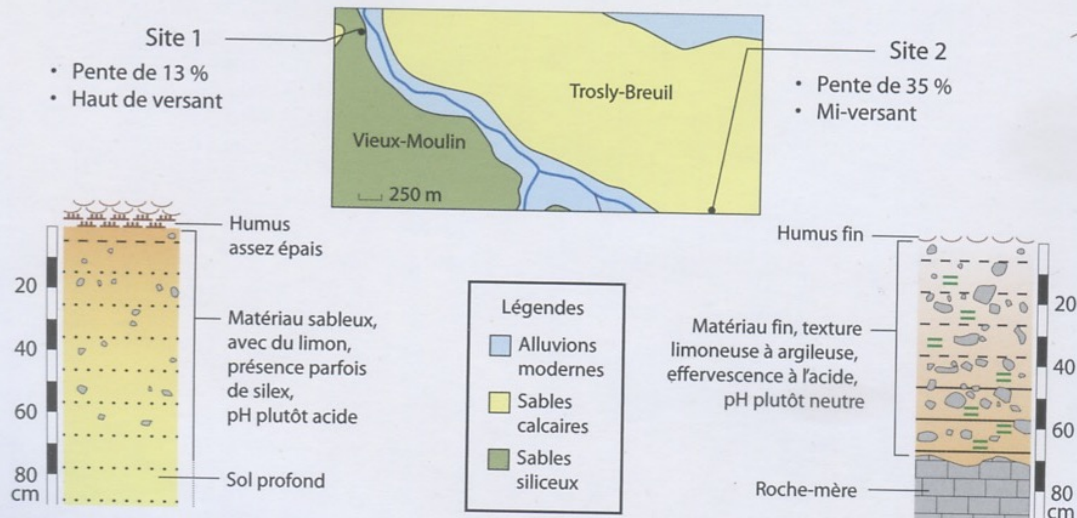 Site 1
• Pente de 13 %
• Haut de versant
Trosly-Breuil
Vieux-Moulin
250 m
Site 2
• Pente de 35 %
• Mi-versant
Humus
assez épais
Matériau sableux,
avec du limon,
présence parfois
de silex,
pH plutôt acide
Sol profond
20
40
60
80
cm
Légendes
Alluvions
modernes
Sables
calcaires
Sables
siliceux
Humus fin
Matériau fin, texture
limoneuse à argileuse,
effervescence à l'acide,
pH plutôt neutre
Roche-mère
20
40
60
80
cm